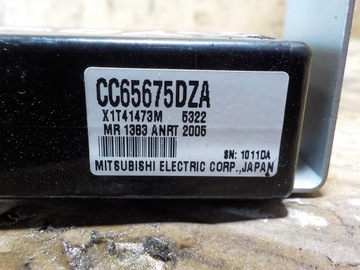 CC65675DZA
X1T41473M 5322
MR 1383 ANRT 2005
SN: 1011DA
MITSUBISHI ELECTRIC CORP.,JAPAN